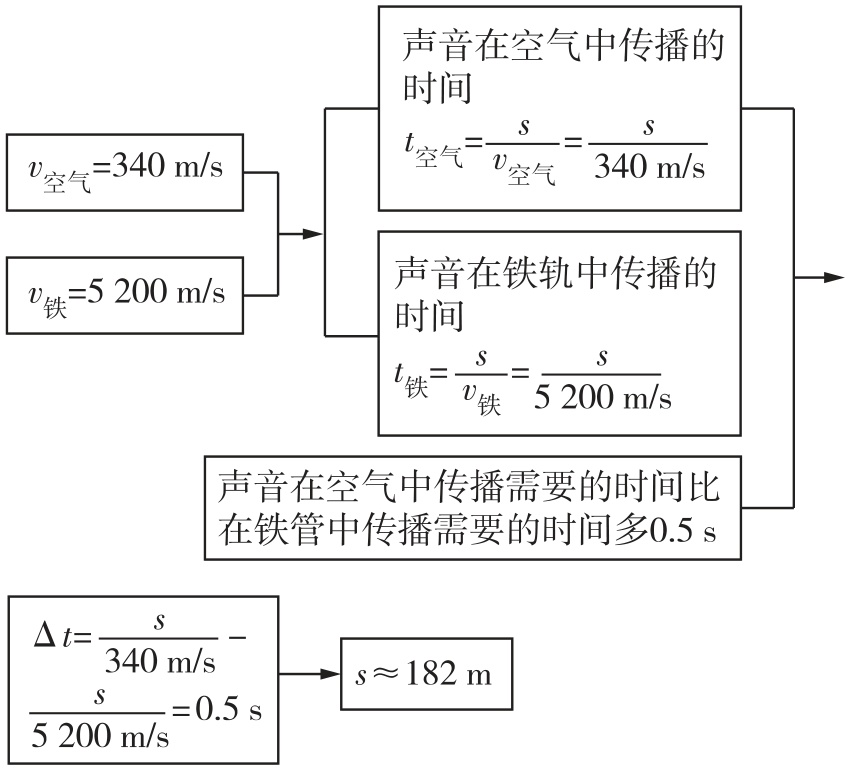 v空气=340 m/s
v铁=5 200 m/s
声音在空气中传播的
时间
t空气=s/v空气=s/340 m/s
声音在铁轨中传播的
时间
t铁=s/v铁=s/5 200 m/s
声音在空气中传播需要的时间比
在铁管中传播需要的时间多0.5 s
Δt=s/340 m/s−
s/5 200 m/s=0.5 s
s≈182 m